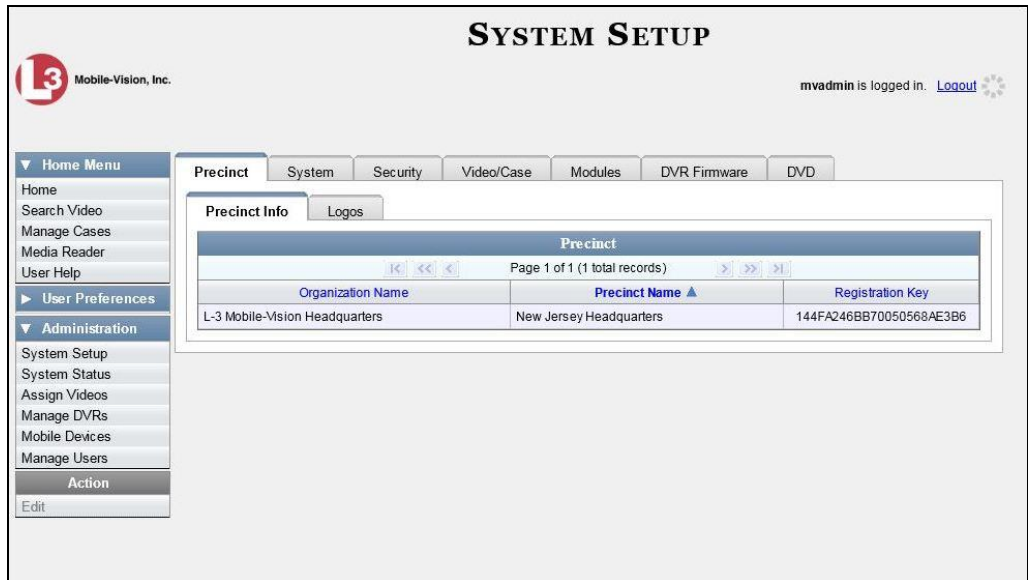 SYSTEM SETUP
L3 Mobile-Vision, Inc.
mvadmin is logged in. Logout
▼ Home Menu
Home
Search Video
Manage Cases
Media Reader
User Help
▶ User Preferences
▼ Administration
System Setup
System Status
Assign Videos
Manage DVRs
Mobile Devices
Manage Users
Action
Edit
Precinct System Security Video/Case Modules DVR Firmware DVD
Precinct Info Logos
Precinct
|< << < Page 1 of 1 (1 total records) > >> >|
Organization Name Precinct Name ▲ Registration Key
L-3 Mobile-Vision Headquarters New Jersey Headquarters 144FA246BB70050568AE3B6